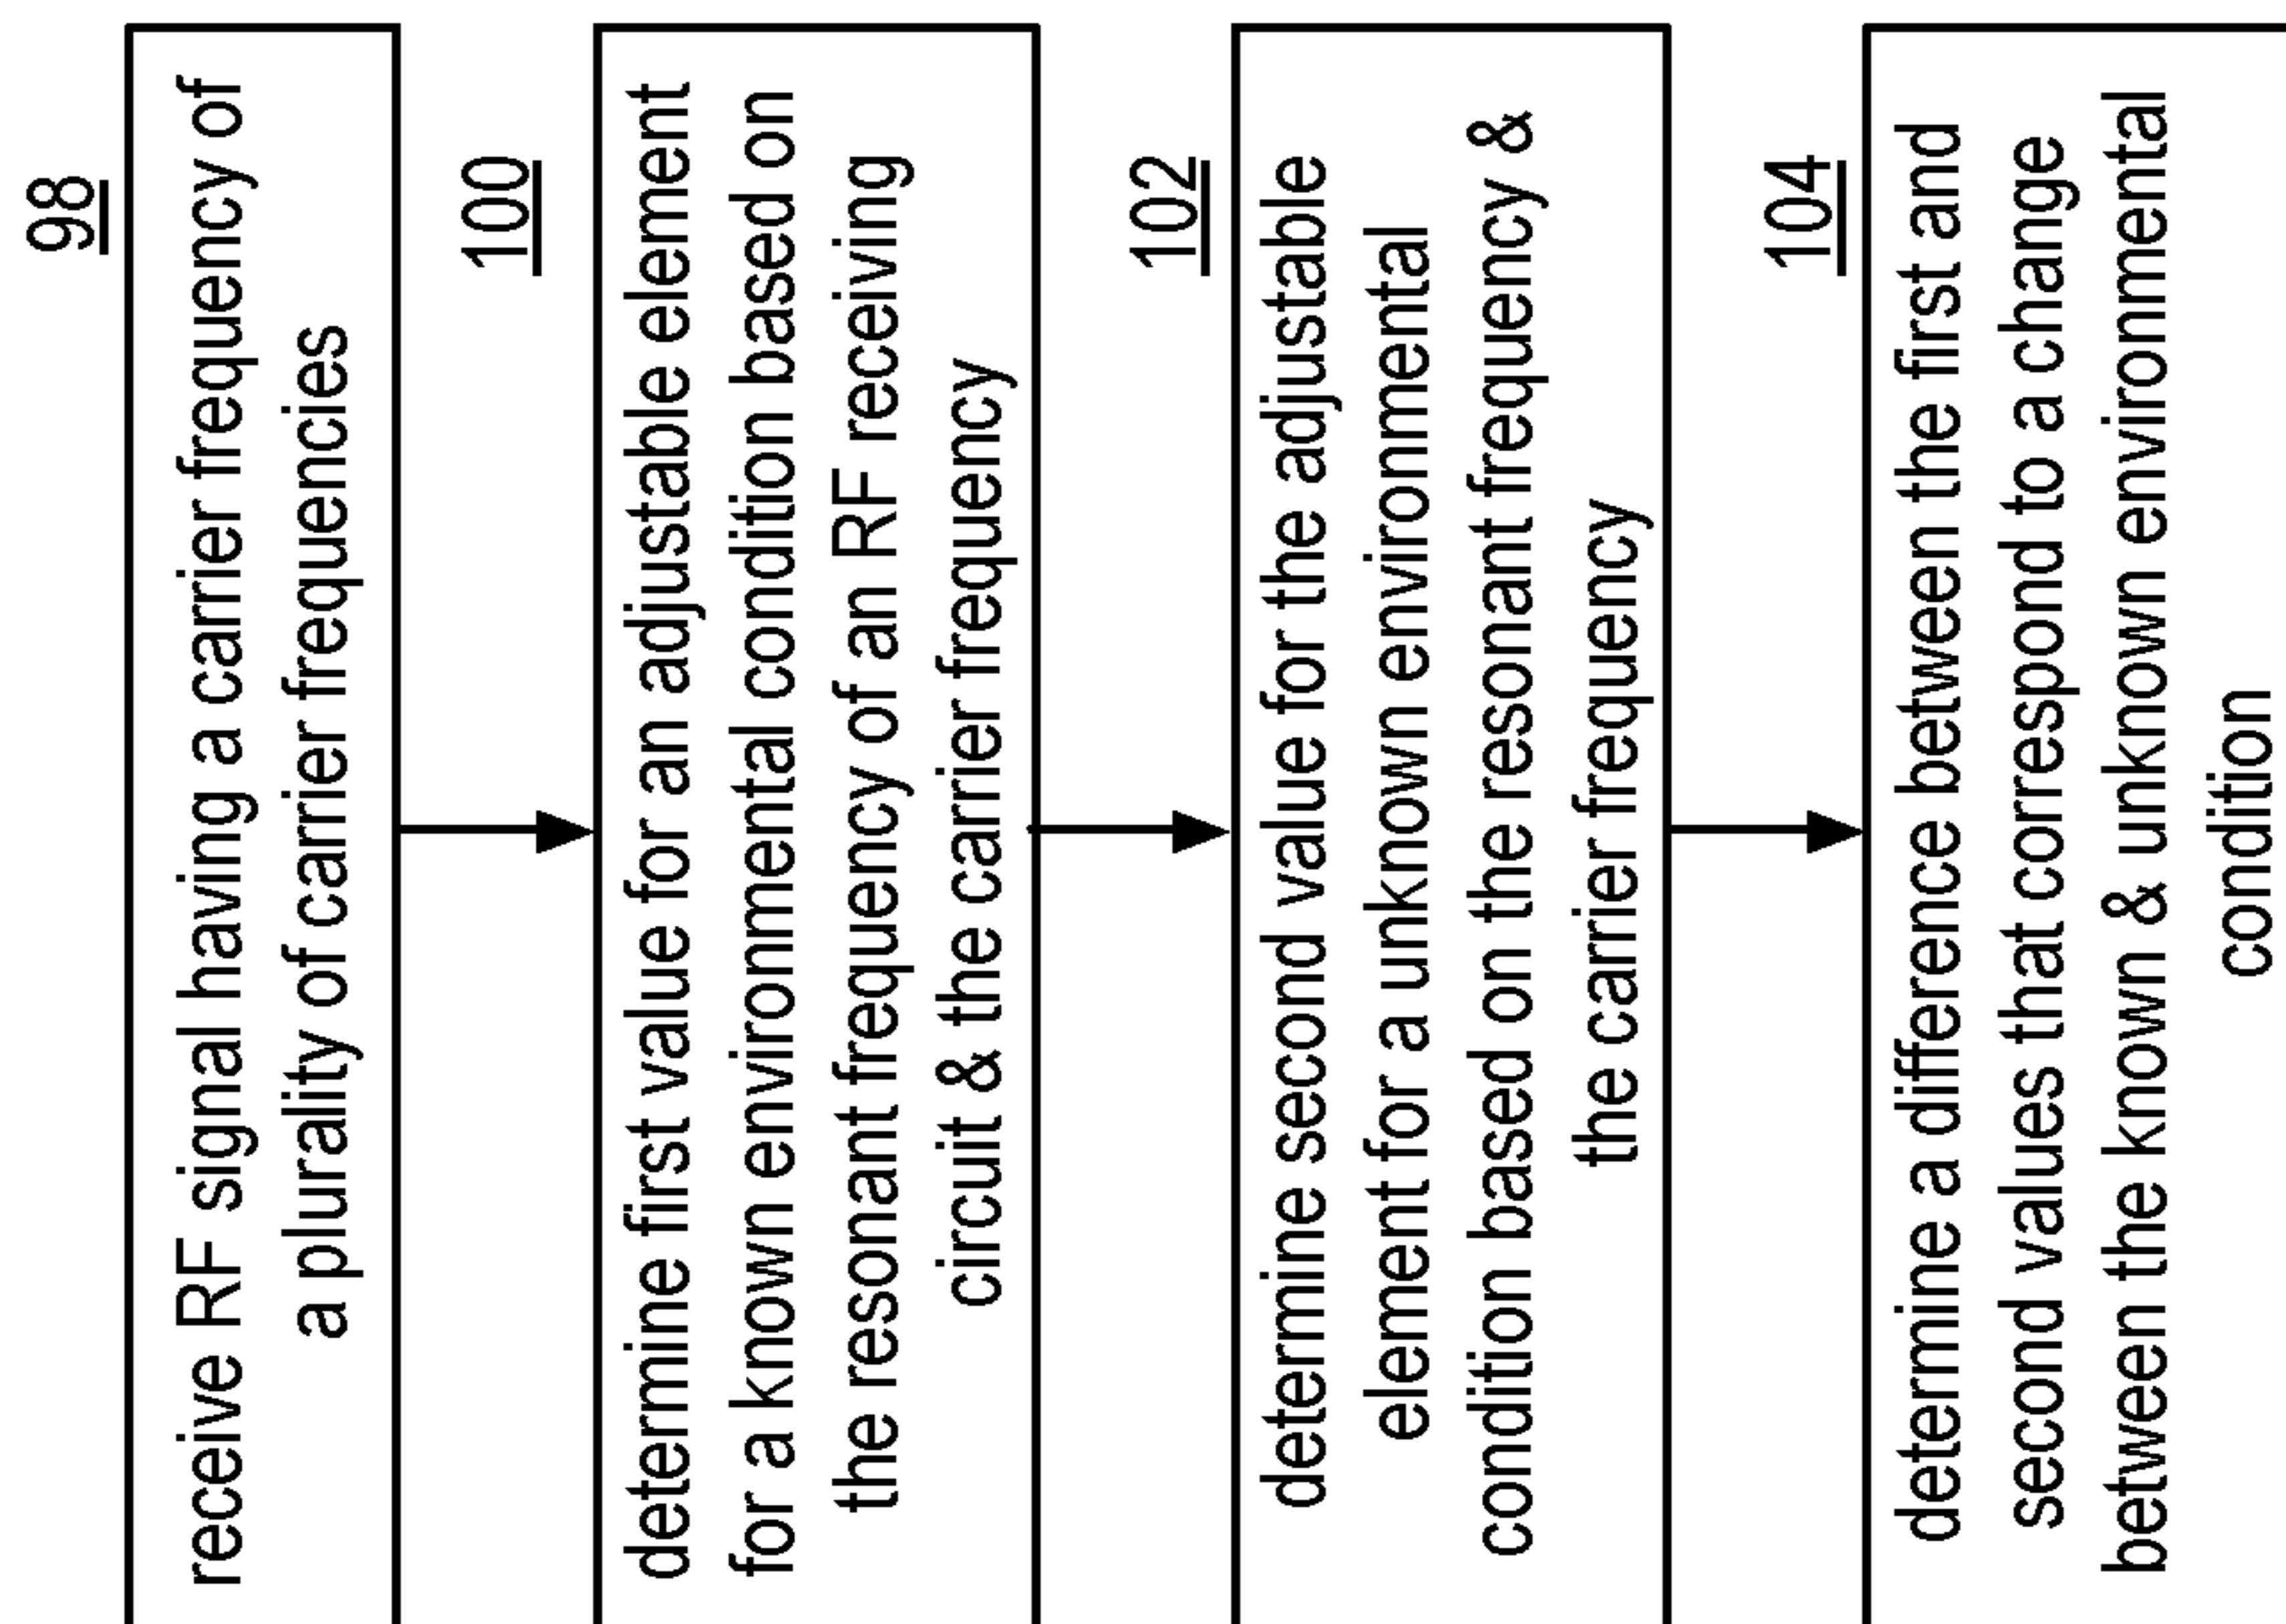 98
receive RF signal having a carrier frequency of
a plurality of carrier frequencies
100
determine first value for an adjustable element
for a known environmental condition based on
the resonant frequency of an RF receiving
circuit & the carrier frequency
102
determine second value for the adjustable
element for a unknown environmental
condition based on the resonant frequency &
the carrier frequency
104
determine a difference between the first and
second values that correspond to a change
between the known & unknown environmental
condition